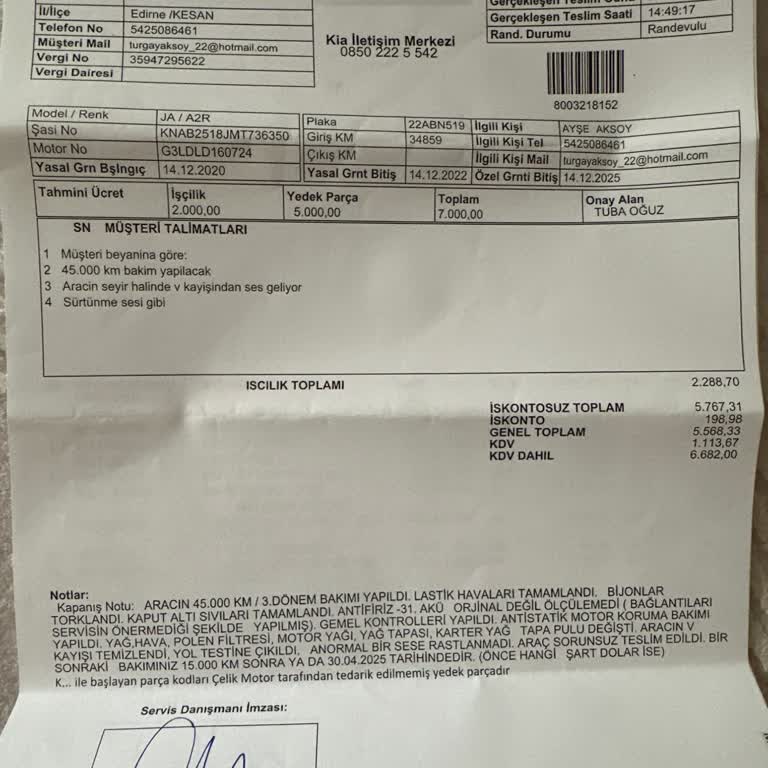 Gerçekleşen Teslim Saati 14:49:17
Rand. Durumu Randevulu
İl/İlçe Edirne /KESAN
Telefon No 5425086461
Müşteri Mail turgayaksoy_22@hotmail.com
Vergi No 35947295622
Vergi Dairesi
Kia İletişim Merkezi
0850 222 5 542
8003218152
Model / Renk JA / A2R Plaka 22ABN519 İlgili Kişi AYŞE AKSOY
Şasi No KNAB2518JMT736350 Giriş KM 34859 İlgili Kişi Tel 5425086461
Motor No G3LDLD160724 Çıkış KM İlgili Kişi Mail turgayaksoy_22@hotmail.com
Yasal Grn Bşlngıç 14.12.2020 Yasal Grnt Bitiş 14.12.2022 Özel Grnti Bitiş 14.12.2025
Tahmini Ücret İşçilik Yedek Parça Toplam Onay Alan
2.000,00 5.000,00 7.000,00 TUBA OĞUZ
SN MÜŞTERİ TALİMATLARI
1 Müşteri beyanina göre:
2 45.000 km bakim yapilacak
3 Aracin seyir halinde v kayişindan ses geliyor
4 Sürtünme sesi gibi
ISCILIK TOPLAMI 2.288,70
İSKONTOSUZ TOPLAM 5.767,31
İSKONTO 198,98
GENEL TOPLAM 5.568,33
KDV 1.113,67
KDV DAHIL 6.682,00
Notlar:
Kapanış Notu: ARACIN 45.000 KM / 3.DÖNEM BAKIMI YAPILDI. LASTİK HAVALARI TAMAMLANDI. BİJONLAR
TORKLANDI. KAPUT ALTI SIVILARI TAMAMLANDI. ANTİFİRİZ -31. AKÜ ORJİNAL DEĞİL ÖLÇÜLEMEDİ ( BAĞLANTILARI
SERVİSİN ÖNERMEDİĞİ ŞEKİLDE YAPILMIŞ). GEMEL KONTROLLERİ YAPILDI. ANTİSTATİK MOTOR KORUMA BAKIMI
YAPILDI. YAĞ,HAVA, POLEN FİLTRESİ, MOTOR YAĞI, YAĞ TAPASI, KARTER YAĞ TAPA PULU DEĞİŞTİ. ARACIN V
KAYIŞI TEMİZLENDİ, YOL TESTİNE ÇIKILDI, ANORMAL BİR SESE RASTLANMADI. ARAÇ SORUNSUZ TESLİM EDİLDİ. BİR
SONRAKİ BAKIMINIZ 15.000 KM SONRA YA DA 30.04.2025 TARİHİNDEDİR. (ÖNCE HANGİ ŞART DOLAR İSE)
K... ile başlayan parça kodları Çelik Motor tarafından tedarik edilmemiş yedek parçadır
Servis Danışmanı İmzası: